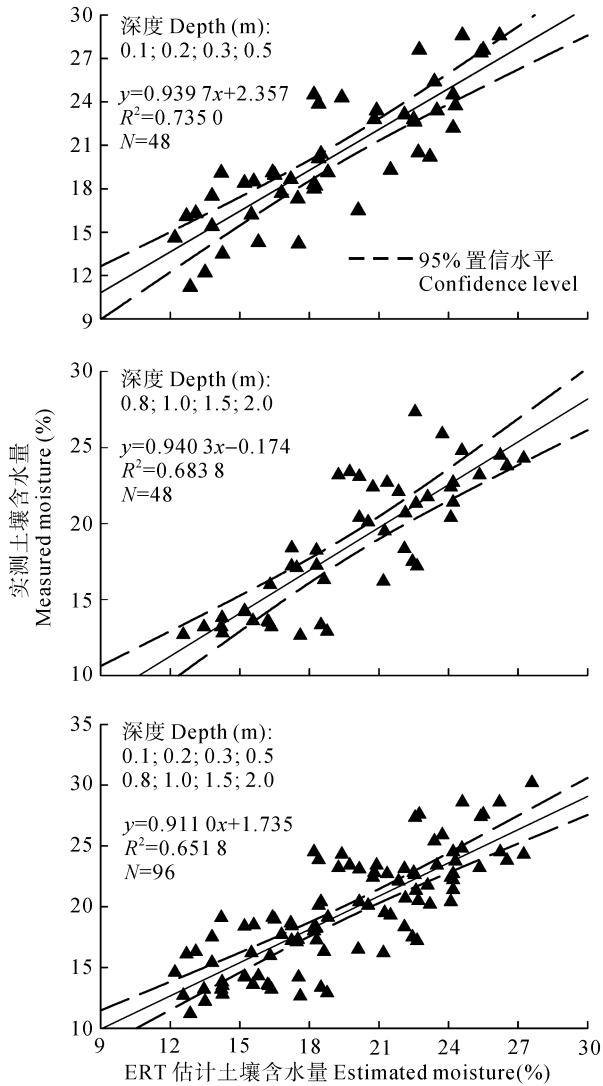 30
27
24
21
18
15
12
9
深度 Depth (m):
0.1; 0.2; 0.3; 0.5
y=0.939 7x+2.357
R²=0.735 0
N=48
95% 置信水平
Confidence level
30
25
20
15
10
深度 Depth (m):
0.8; 1.0; 1.5; 2.0
y=0.940 3x−0.174
R²=0.683 8
N=48
实测土壤含水量
Measured moisture (%)
35
30
25
20
15
10
深度 Depth (m):
0.1; 0.2; 0.3; 0.5
0.8; 1.0; 1.5; 2.0
y=0.911 0x+1.735
R²=0.651 8
N=96
9 12 15 18 21 24 27 30
ERT 估计土壤含水量 Estimated moisture(%)